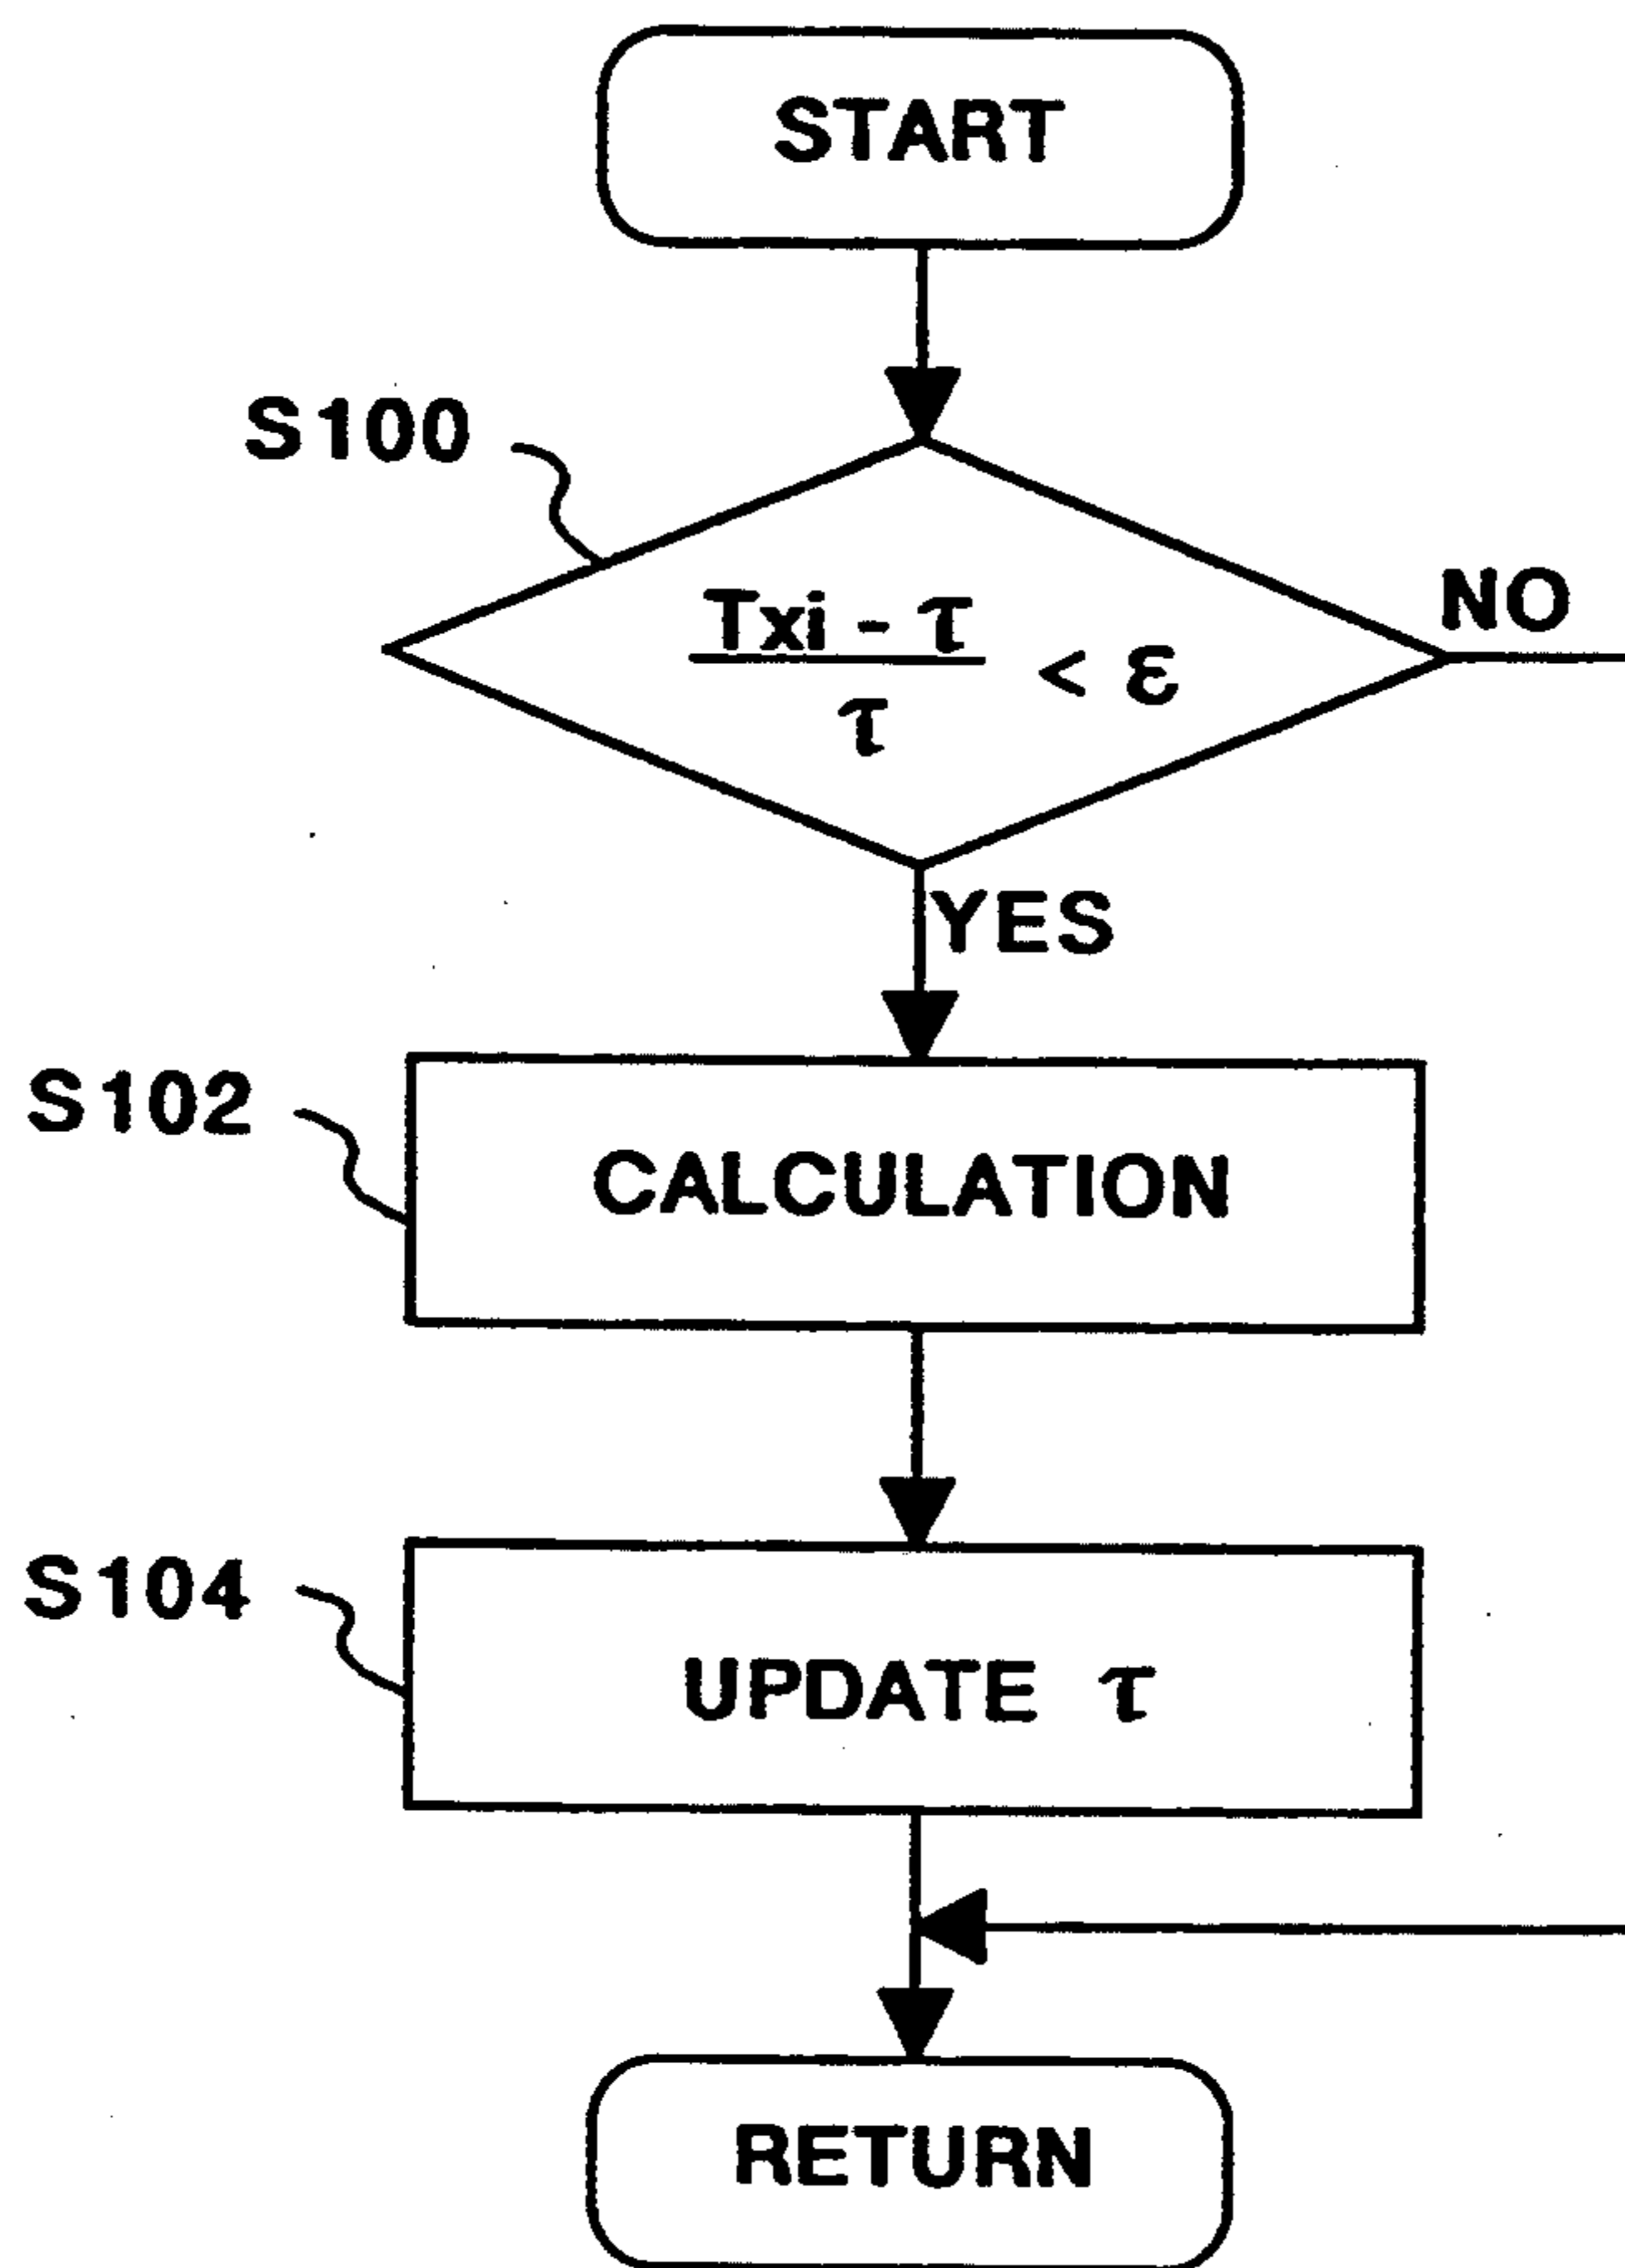 START
S100
Txi - τ
τ
< ε
NO
YES
S102
CALCULATION
S104
UPDATE τ
RETURN